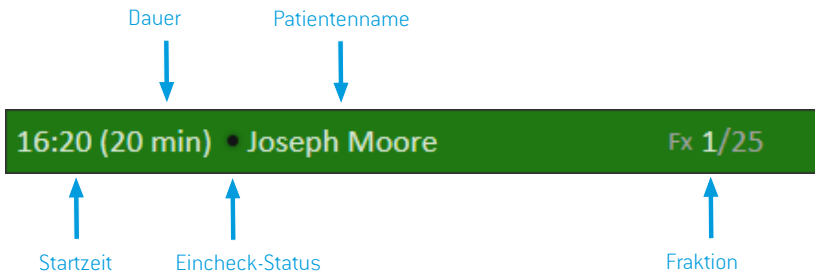 Dauer Patientenname
16:20 (20 min) • Joseph Moore Fx 1/25
Startzeit Eincheck-Status Fraktion